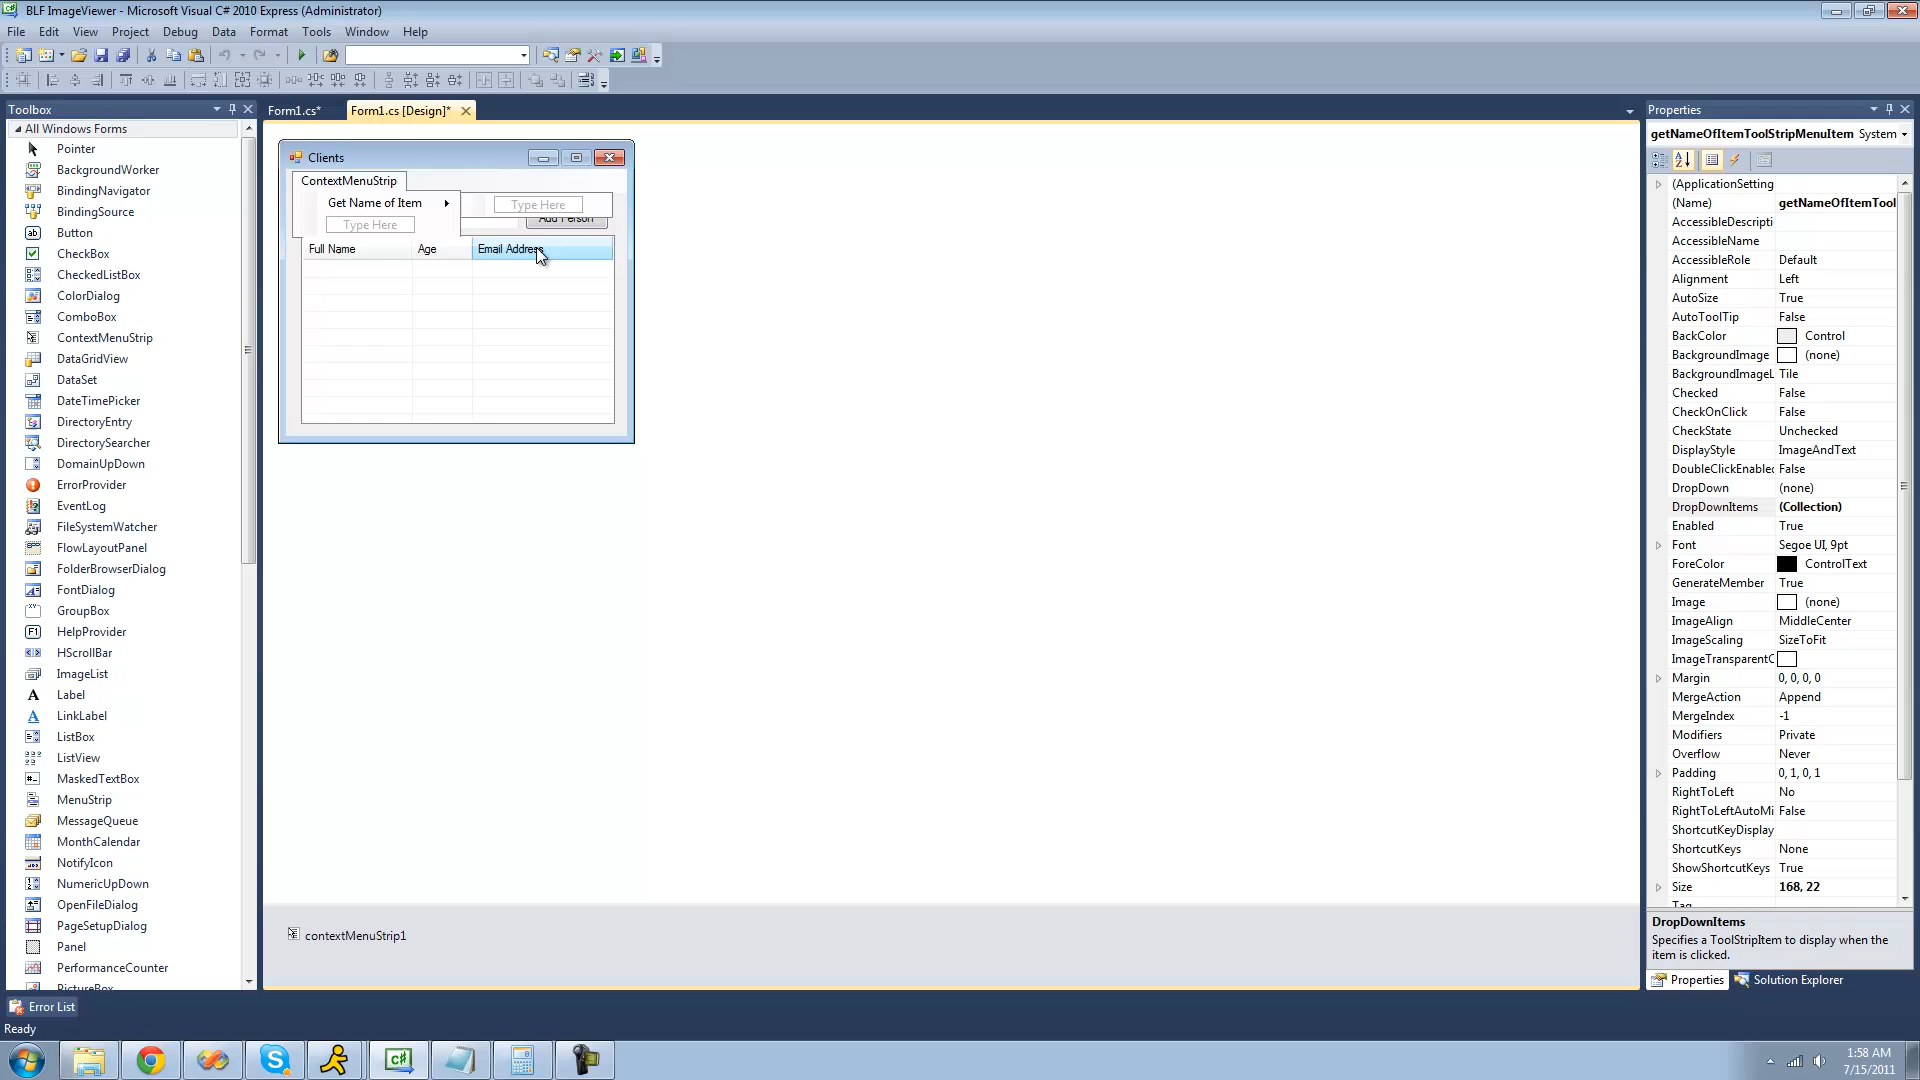 BLF ImageViewer - Microsoft Visual C# 2010 Express (Administrator)
File Edit View Project Debug Data Format Tools Window Help
Toolbox
All Windows Forms
Pointer
BackgroundWorker
BindingNavigator
BindingSource
Button
CheckBox
CheckedListBox
ColorDialog
ComboBox
ContextMenuStrip
DataGridView
DataSet
DateTimePicker
DirectoryEntry
DirectorySearcher
DomainUpDown
ErrorProvider
EventLog
FileSystemWatcher
FlowLayoutPanel
FolderBrowserDialog
FontDialog
GroupBox
HelpProvider
HScrollBar
ImageList
Label
LinkLabel
ListBox
ListView
MaskedTextBox
MenuStrip
MessageQueue
MonthCalendar
NotifyIcon
NumericUpDown
OpenFileDialog
PageSetupDialog
Panel
PerformanceCounter
PictureBox
Form1.cs* Form1.cs [Design]*
Clients
ContextMenuStrip
Get Name of Item Type Here
Type Here Add Person
Full Name Age Email Address
contextMenuStrip1
Properties
getNameOfItemToolStripMenuItem System
(ApplicationSetting
(Name) getNameOfItemTool
AccessibleDescripti
AccessibleName
AccessibleRole Default
Alignment Left
AutoSize True
AutoToolTip False
BackColor Control
BackgroundImage (none)
BackgroundImageL Tile
Checked False
CheckOnClick False
CheckState Unchecked
DisplayStyle ImageAndText
DoubleClickEnabled False
DropDown (none)
DropDownItems (Collection)
Enabled True
Font Segoe UI, 9pt
ForeColor ControlText
GenerateMember True
Image (none)
ImageAlign MiddleCenter
ImageScaling SizeToFit
ImageTransparentC
Margin 0, 0, 0, 0
MergeAction Append
MergeIndex -1
Modifiers Private
Overflow Never
Padding 0, 1, 0, 1
RightToLeft No
RightToLeftAutoMi False
ShortcutKeyDisplay
ShortcutKeys None
ShowShortcutKeys True
Size 168, 22
Tag
DropDownItems
Specifies a ToolStripItem to display when the
item is clicked.
Properties Solution Explorer
Error List
Ready
1:58 AM
7/15/2011